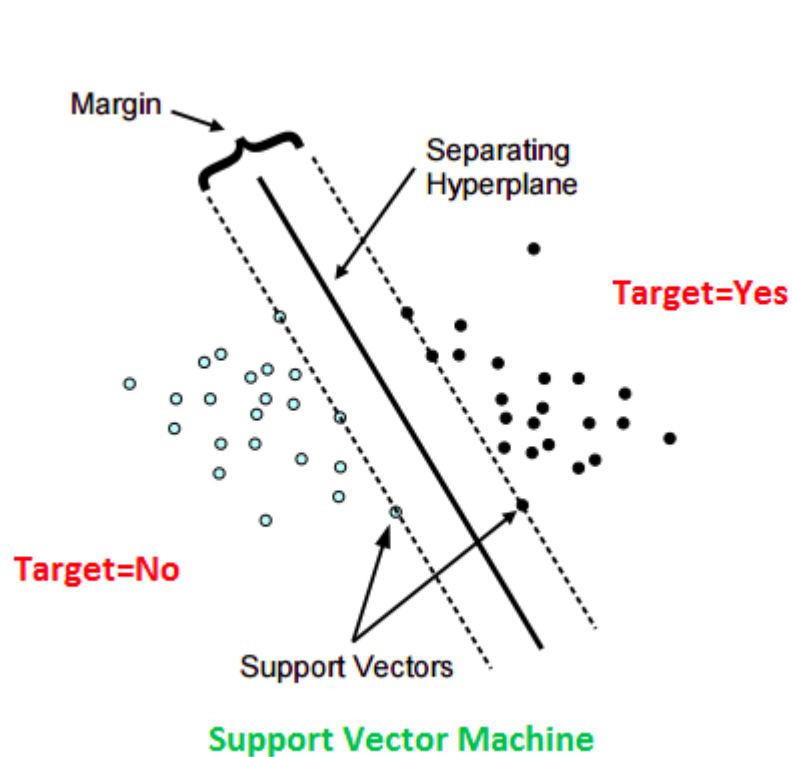 Margin
Separating
Hyperplane
Target=Yes
Target=No
Support Vectors
Support Vector Machine